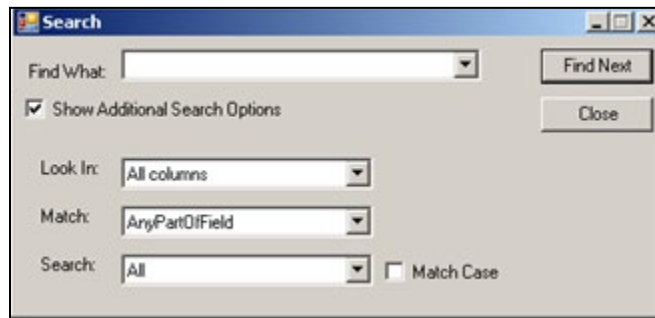 Search
Find What: Find Next
Show Additional Search Options
Close
Look In: All columns
Match: AnyPartOfField
Search: All Match Case